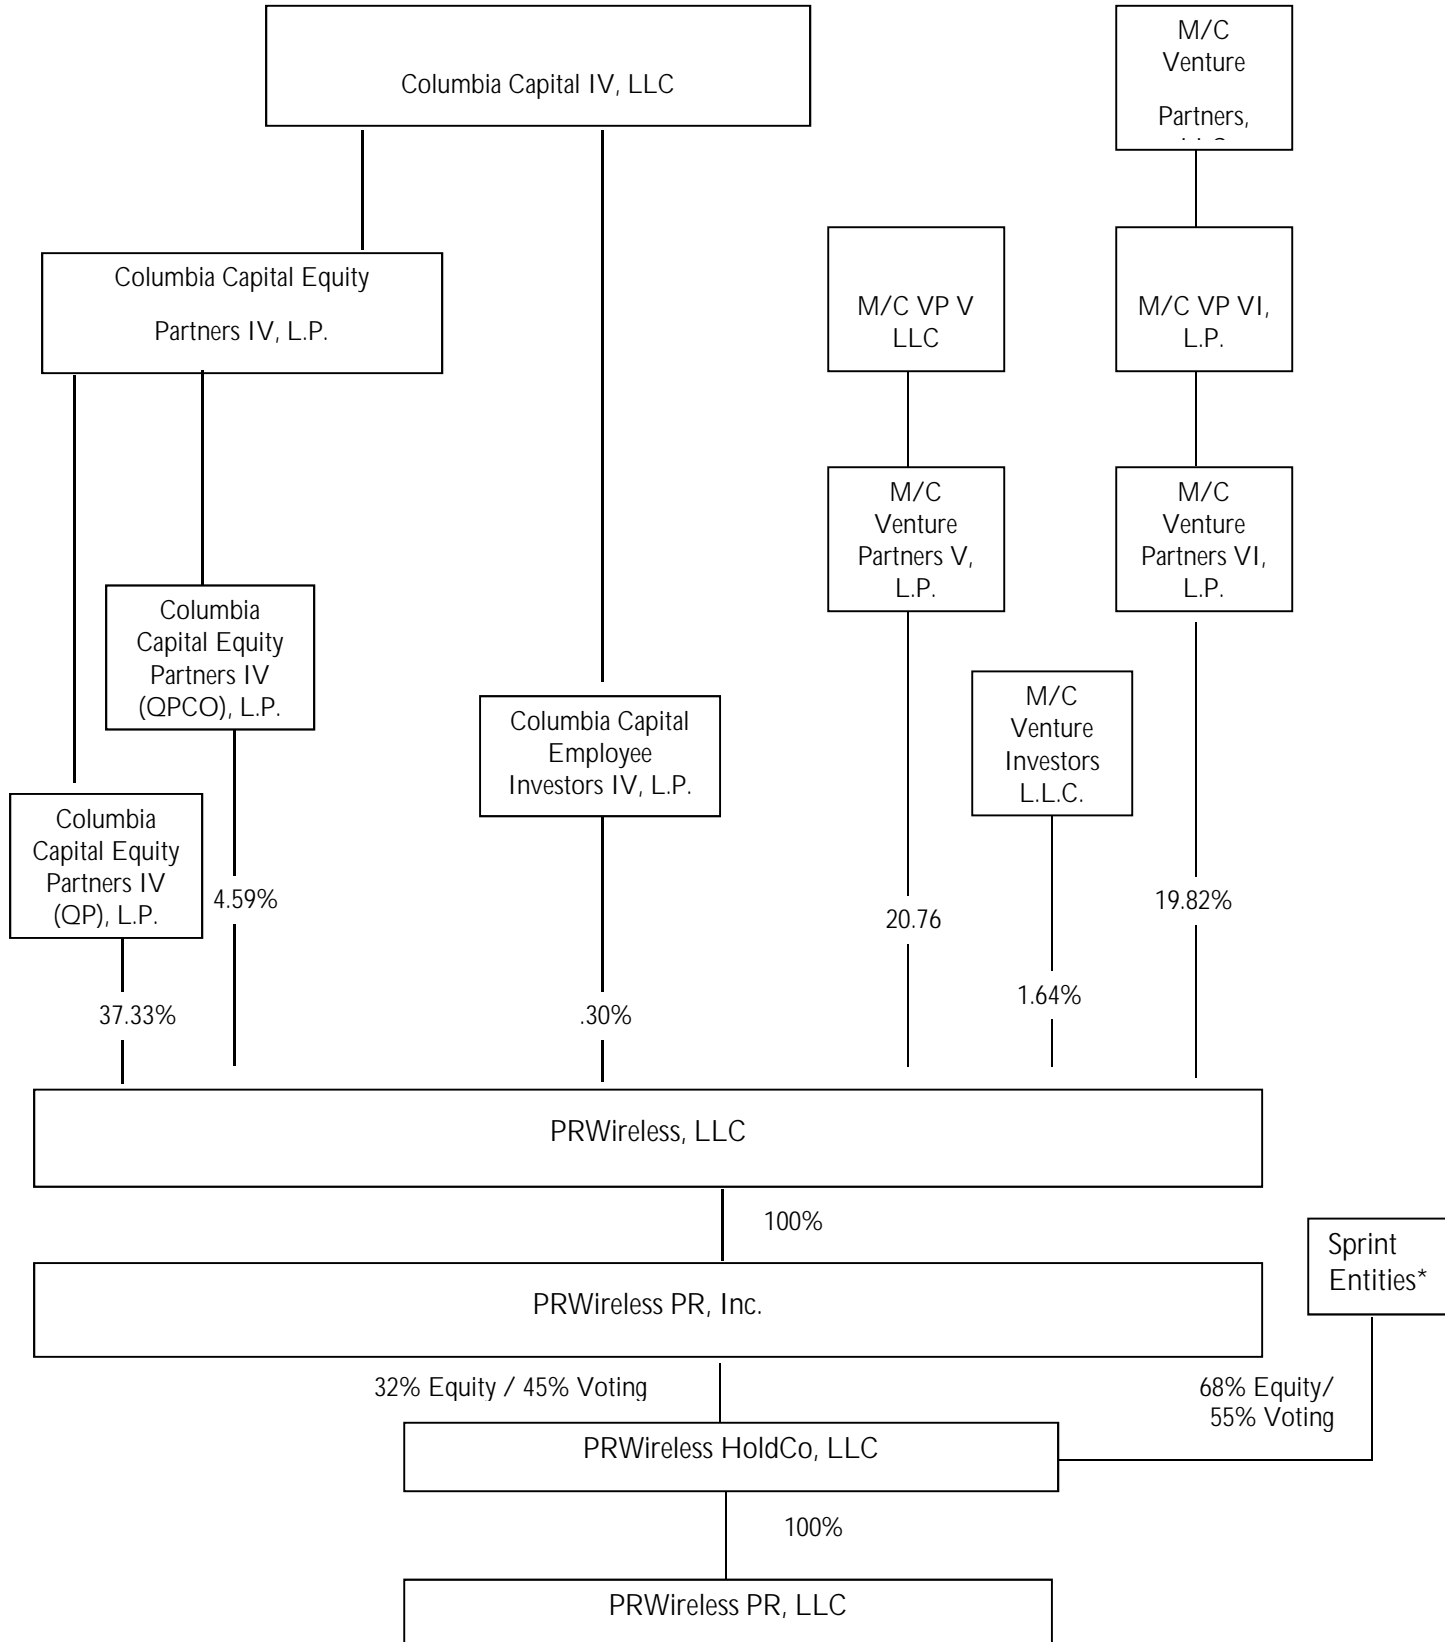 Columbia Capital IV, LLC
M/C
Venture
Partners,
Columbia Capital Equity
Partners IV, L.P.
M/C VP V
LLC
M/C VP VI,
L.P.
M/C
Venture
Partners V,
L.P.
M/C
Venture
Partners VI,
L.P.
Columbia
Capital Equity
Partners IV
(QPCO), L.P.
Columbia Capital
Employee
Investors IV, L.P.
M/C
Venture
Investors
L.L.C.
Columbia
Capital Equity
Partners IV
(QP), L.P.
4.59%
20.76
19.82%
37.33%
.30%
1.64%
PRWireless, LLC
100%
Sprint
Entities*
PRWireless PR, Inc.
32% Equity / 45% Voting
68% Equity/
55% Voting
PRWireless HoldCo, LLC
100%
PRWireless PR, LLC